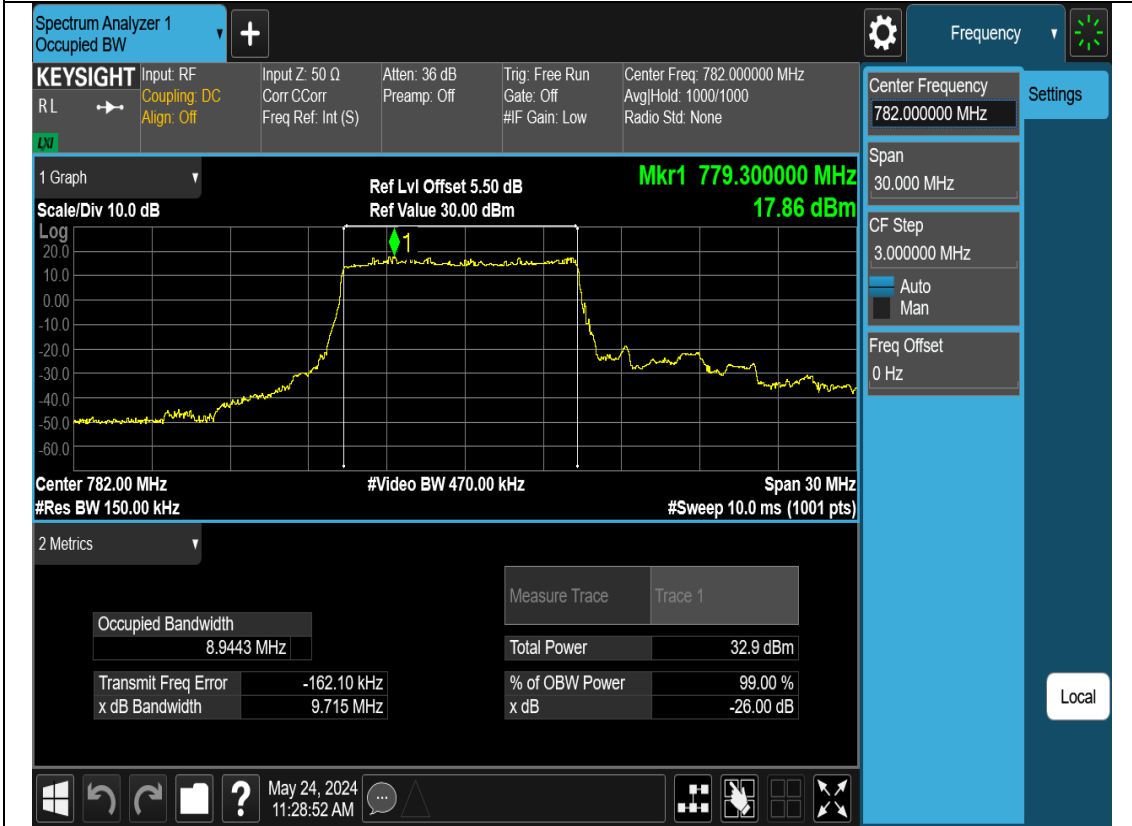 Spectrum Analyzer 1
Occupied BW
+
Frequency
KEYSIGHT
RL
LXI
Input: RF
Coupling: DC
Align: Off
Input Z: 50 Ω
Corr CCorr
Freq Ref: Int (S)
Atten: 36 dB
Preamp: Off
Trig: Free Run
Gate: Off
#IF Gain: Low
Center Freq: 782.000000 MHz
Avg|Hold: 1000/1000
Radio Std: None
1 Graph
Scale/Div 10.0 dB
Ref Lvl Offset 5.50 dB
Ref Value 30.00 dBm
Mkr1 779.300000 MHz
17.86 dBm
Log
20.0
10.0
0.00
-10.0
-20.0
-30.0
-40.0
-50.0
-60.0
1
Center 782.00 MHz
#Video BW 470.00 kHz
Span 30 MHz
#Res BW 150.00 kHz
#Sweep 10.0 ms (1001 pts)
2 Metrics
Measure Trace Trace 1
Occupied Bandwidth
8.9443 MHz
Total Power 32.9 dBm
Transmit Freq Error -162.10 kHz
% of OBW Power 99.00 %
x dB Bandwidth 9.715 MHz
x dB -26.00 dB
Center Frequency
782.000000 MHz
Settings
Span
30.000 MHz
CF Step
3.000000 MHz
Auto
Man
Freq Offset
0 Hz
Local
?
May 24, 2024
11:28:52 AM